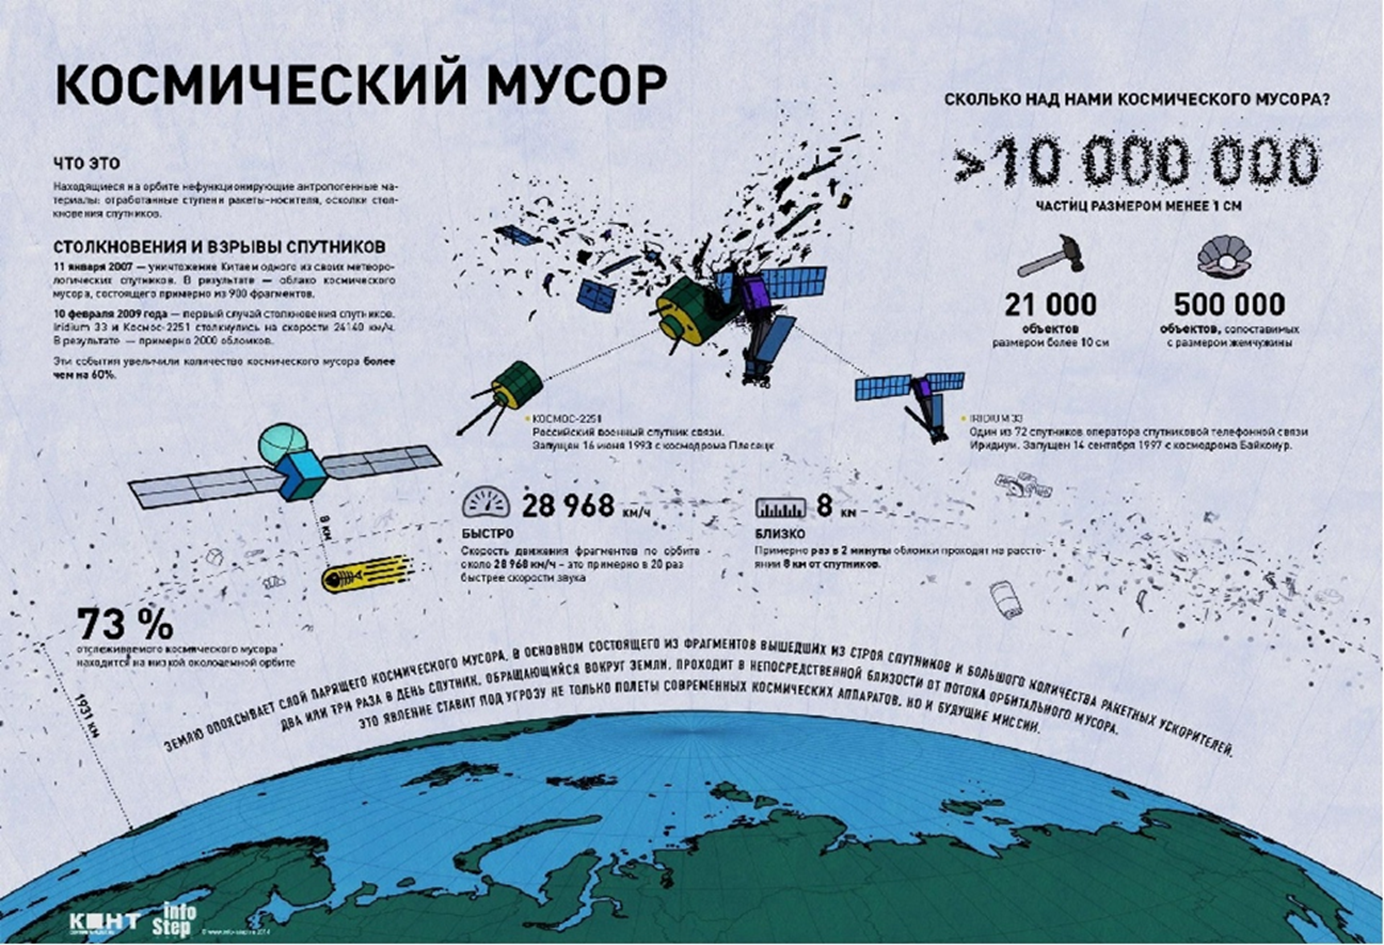 КОСМИЧЕСКИЙ МУСОР
ЧТО ЭТО
Находящиеся на орбите нефункционирующие антропогенные ма-
териалы: отработанные ступени ракеты-носителя, осколки стол-
кновения спутников.
СТОЛКНОВЕНИЯ И ВЗРЫВЫ СПУТНИКОВ
11 января 2007 — уничтожение Китаем одного из своих метеоро-
логических спутников. В результате — облако космического
мусора, состоящего примерно из 900 фрагментов.
10 февраля 2009 года — первый случай столкновения спутников.
Iridium 33 и Космос-2251 столкнулись на скорости 24140 км/ч.
В результате — примерно 2000 обломков.
Эти события увеличили количество космического мусора более
чем на 60%.
СКОЛЬКО НАД НАМИ КОСМИЧЕСКОГО МУСОРА?
>10 000 000
ЧАСТИЦ РАЗМЕРОМ МЕНЕЕ 1 СМ
21 000
объектов
размером более 10 см
500 000
объектов, сопоставимых
с размером жемчужины
КОСМОС-2251
Российский военный спутник связи.
Запущен 16 июня 1993 с космодрома Плесецк
IRIDIUM 33
Один из 72 спутников оператора спутниковой телефонной связи
Иридиум. Запущен 14 сентября 1997 с космодрома Байконур.
8 км
28 968 км/ч
БЫСТРО
Скорость движения фрагментов по орбите -
около 28 968 км/ч – это примерно в 20 раз
быстрее скорости звука
8 км
БЛИЗКО
Примерно раз в 2 минуты обломки проходят на рассто-
янии 8 км от спутников.
73 %
отслеживаемого космического мусора
находится на низкой околоземной орбите
1931 км
ЗЕМЛЮ ОПОЯСЫВАЕТ СЛОЙ ПАРЯЩЕГО КОСМИЧЕСКОГО МУСОРА, В ОСНОВНОМ СОСТОЯЩЕГО ИЗ ФРАГМЕНТОВ ВЫШЕДШИХ ИЗ СТРОЯ СПУТНИКОВ И БОЛЬШОГО КОЛИЧЕСТВА РАКЕТНЫХ УСКОРИТЕЛЕЙ.
ДВА ИЛИ ТРИ РАЗА В ДЕНЬ СПУТНИК, ОБРАЩАЮЩИЙСЯ ВОКРУГ ЗЕМЛИ, ПРОХОДИТ В НЕПОСРЕДСТВЕННОЙ БЛИЗОСТИ ОТ ПОТОКА ОРБИТАЛЬНОГО МУСОРА.
ЭТО ЯВЛЕНИЕ СТАВИТ ПОД УГРОЗУ НЕ ТОЛЬКО ПОЛЕТЫ СОВРЕМЕННЫХ КОСМИЧЕСКИХ АППАРАТОВ, НО И БУДУЩИЕ МИССИИ.
info
Step